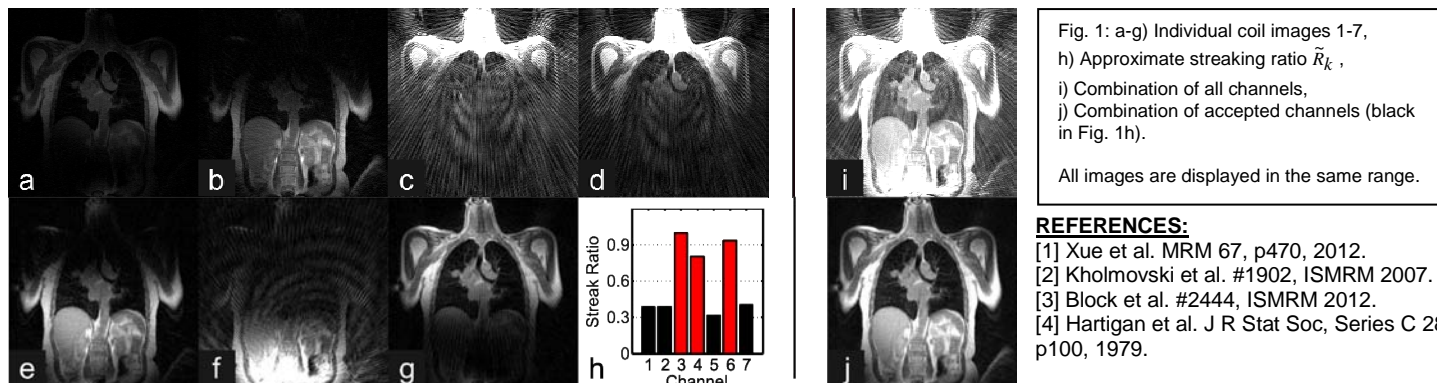 a
b
c
d
i
Fig. 1: a-g) Individual coil images 1-7,
h) Approximate streaking ratio R̃ₖ ,
i) Combination of all channels,
j) Combination of accepted channels (black
in Fig. 1h).
All images are displayed in the same range.
e
f
g
h
Streak Ratio
0.9
0.6
0.3
0
1 2 3 4 5 6 7
Channel
j
REFERENCES:
[1] Xue et al. MRM 67, p470, 2012.
[2] Kholmovski et al. #1902, ISMRM 2007.
[3] Block et al. #2444, ISMRM 2012.
[4] Hartigan et al. J R Stat Soc, Series C 28
p100, 1979.